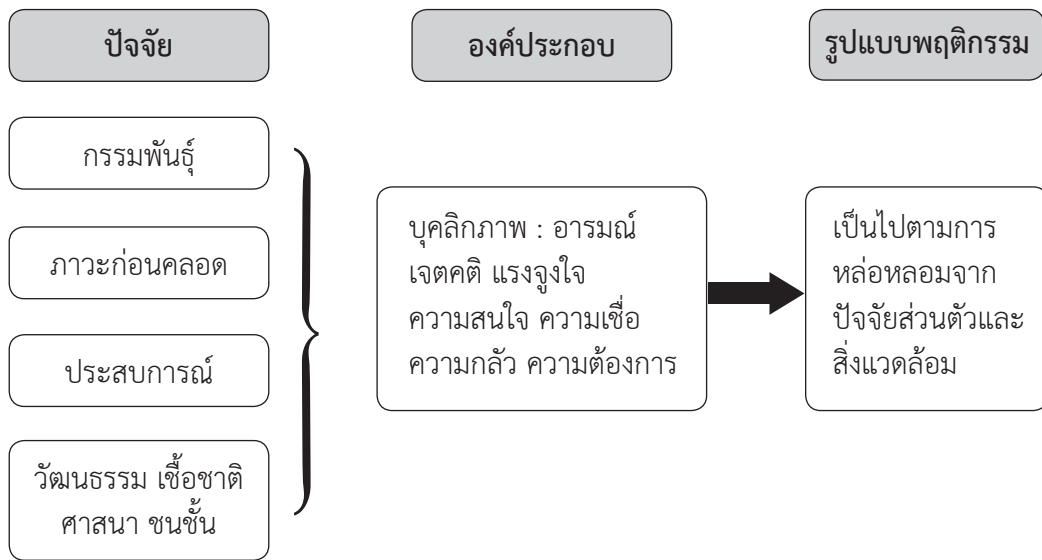 ปัจจัย
องค์ประกอบ
รูปแบบพฤติกรรม
กรรมพันธุ์
ภาวะก่อนคลอด
ประสบการณ์
วัฒนธรรม เชื้อชาติ
ศาสนา ชนชั้น
บุคลิกภาพ : อารมณ์
เจตคติ แรงจูงใจ
ความสนใจ ความเชื่อ
ความกลัว ความต้องการ
เป็นไปตามการ
หล่อหลอมจาก
ปัจจัยส่วนตัวและ
สิ่งแวดล้อม